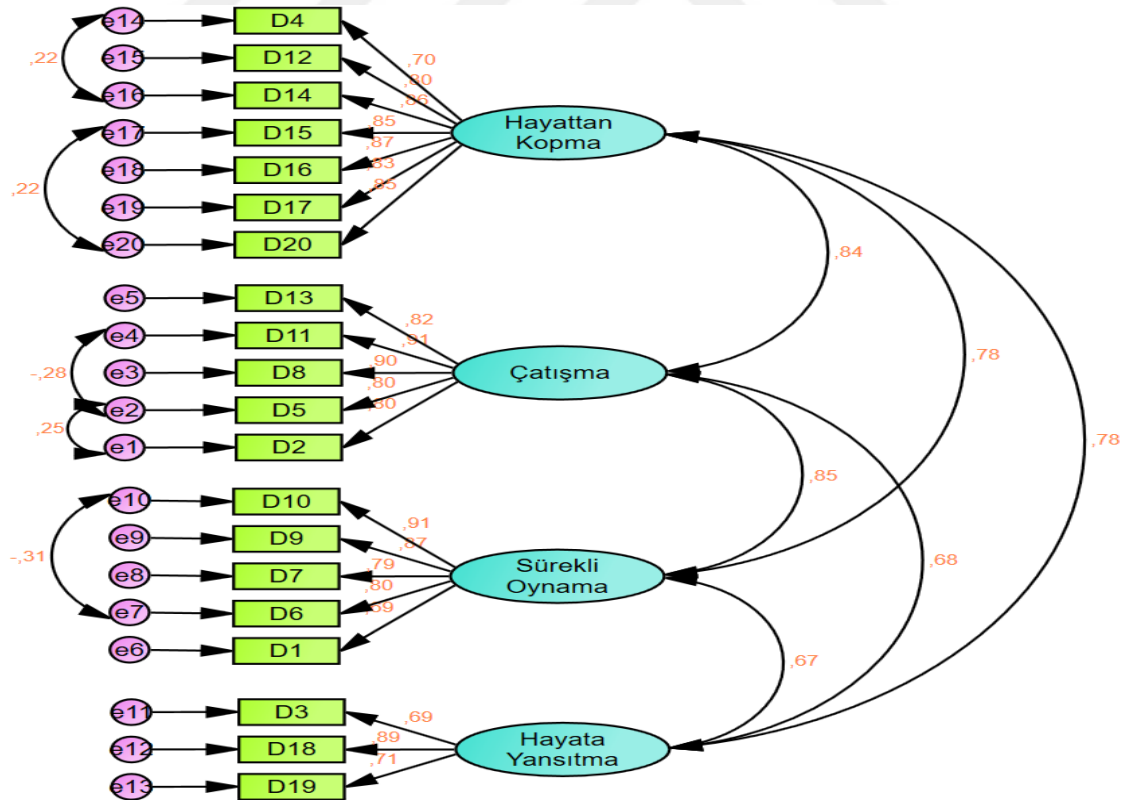 e14
D4
,22
e15
D12
,70
,80
e16
D14
,86
Hayattan
Kopma
e17
D15
,85
,22
e18
D16
,87
,83
e19
D17
,85
e20
D20
,84
e5
D13
,82
e4
D11
,91
,78
-,28
e3
D8
,90
Çatışma
,80
e2
D5
,80
,25
e1
D2
,78
,85
e10
D10
,91
-,31
e9
D9
,87
,68
e8
D7
,79
Sürekli
Oynama
,80
e7
D6
e6
D1
,67
e11
D3
,69
,89
e12
D18
Hayata
Yansıtma
,71
e13
D19